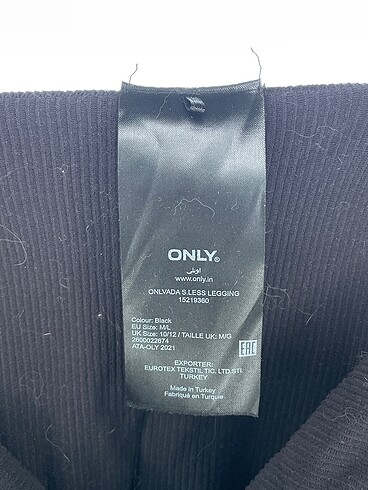 ONLY®
اونلي
www.only.in
ONLVADA S.LESS LEGGING
15219360
Colour: Black
EU Size: M/L
UK Size: 10/12 / TAILLE UK: M/G
2600022674
ATA-OLY 2021
EAC
EXPORTER:
EUROTEX TEKSTIL TIC. LTD.STI.
TURKEY
Made in Turkey
Fabriqué en Turquie